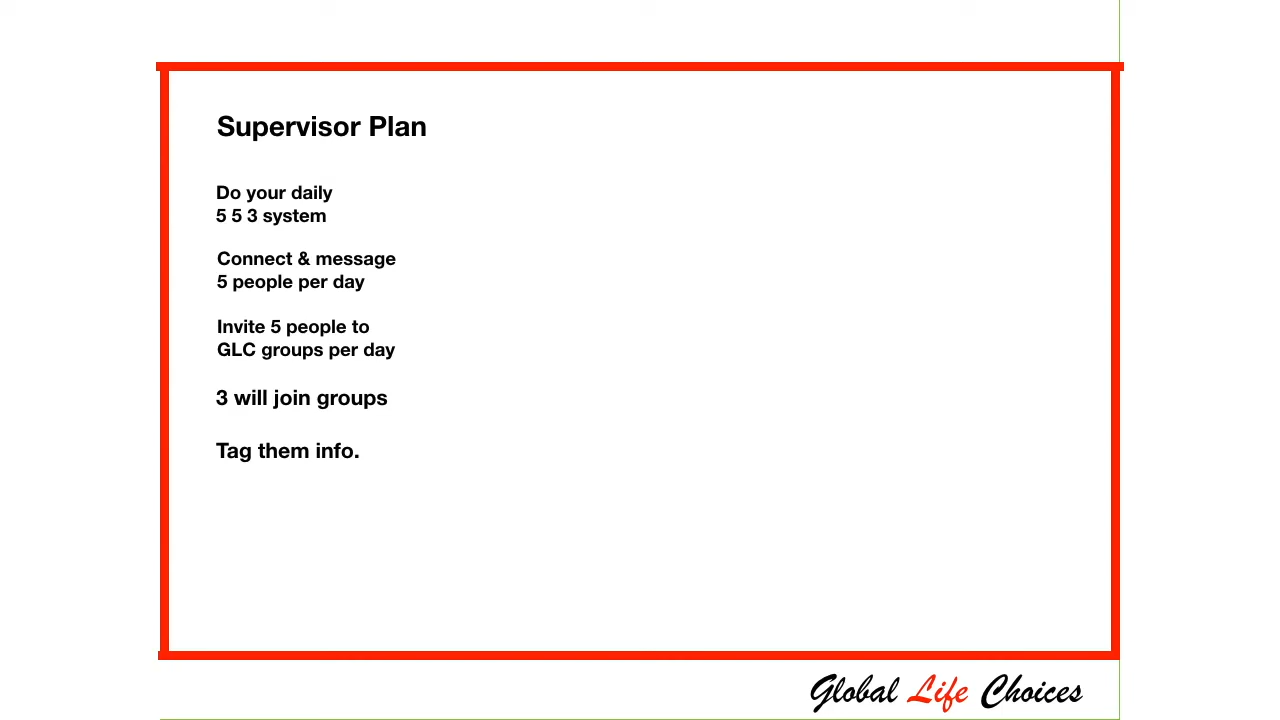 Supervisor Plan
Do your daily
5 5 3 system
Connect & message
5 people per day
Invite 5 people to
GLC groups per day
3 will join groups
Tag them info.
Global Life Choices